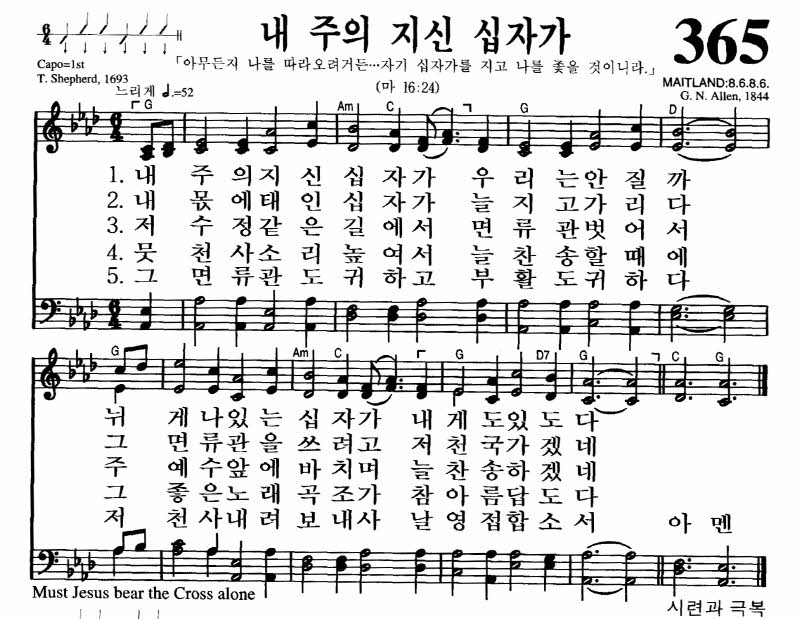 내 주의 지신 십자가
365
Capo=1st
T. Shepherd, 1693
「아무든지 나를 따라오려거든…자기 십자가를 지고 나를 좇을 것이니라.」
(마 16:24)
MAITLAND:8.6.8.6.
G. N. Allen, 1844
느리게 ♩.=52
G Am C G D
1. 내 주 의지 신 십 자가 우 리 는안 질 까
2. 내 몫 에태 인 십 자가 늘 지 고가 리 다
3. 저 수 정같 은 길 에서 면 류 관벗 어 서
4. 뭇 천 사소 리 높 여서 늘 찬 송할 때 에
5. 그 면 류관 도 귀 하고 부 활 도귀 하 다
G Am C G D7 G C G
뉘 게 나있 는 십 자가 내 게 도있 도 다
그 면 류관 을 쓰 려고 저 천 국가 겠 네
주 예 수앞 에 바 치며 늘 찬 송하 겠 네
그 좋 은노 래 곡 조가 참 아 름답 도 다
저 천 사내 려 보 내사 날 영 접합 소 서 아 멘
Must Jesus bear the Cross alone
시련과 극복